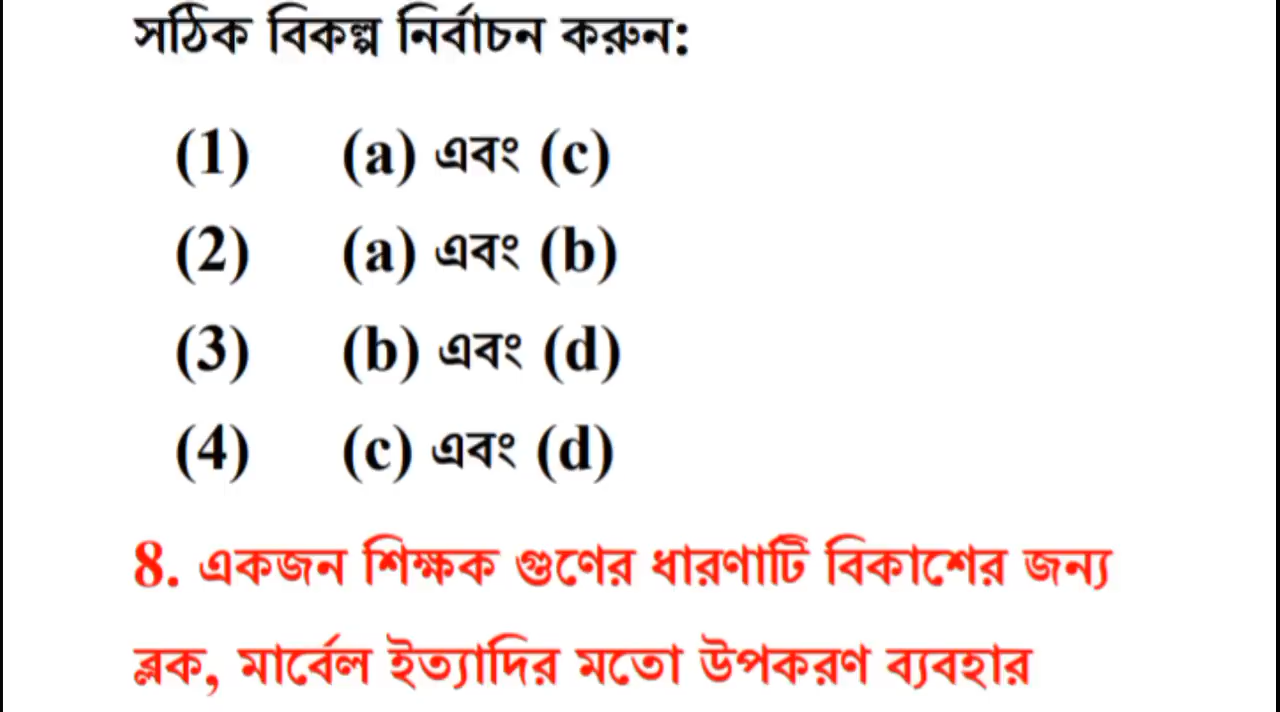 সঠিক বিকল্প নির্বাচন করুন:
(1) (a) এবং (c)
(2) (a) এবং (b)
(3) (b) এবং (d)
(4) (c) এবং (d)
8. একজন শিক্ষক গুণের ধারণাটি বিকাশের জন্য
ব্লক, মার্বেল ইত্যাদির মতো উপকরণ ব্যবহার